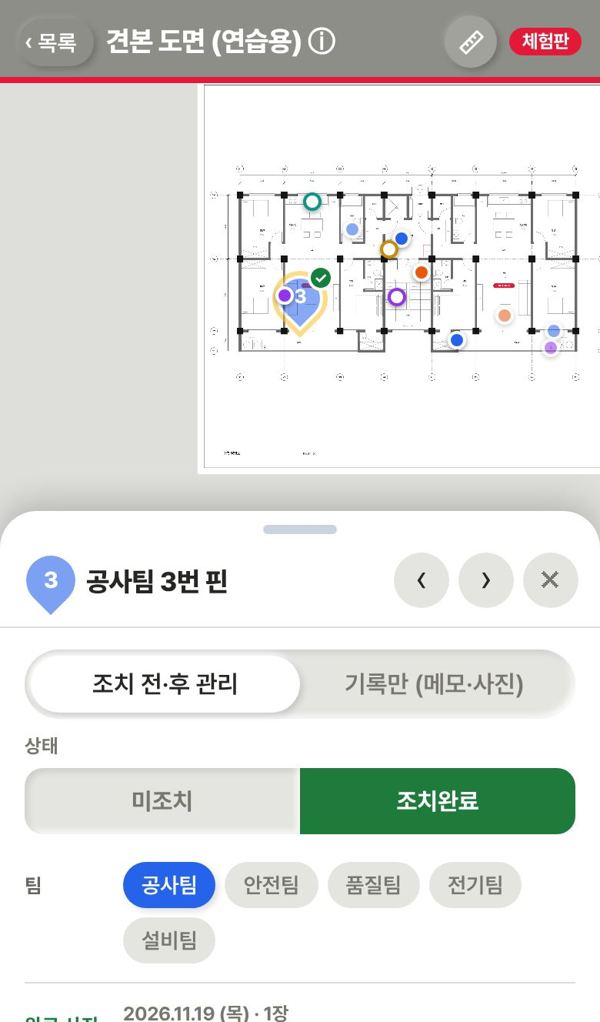 ‹ 목록 견본 도면 (연습용) ⓘ 체험판
3
3 공사팀 3번 핀
조치 전·후 관리 기록만 (메모·사진)
상태
미조치 조치완료
팀 공사팀 안전팀 품질팀 전기팀
설비팀
2026.11.19 (목) · 1장